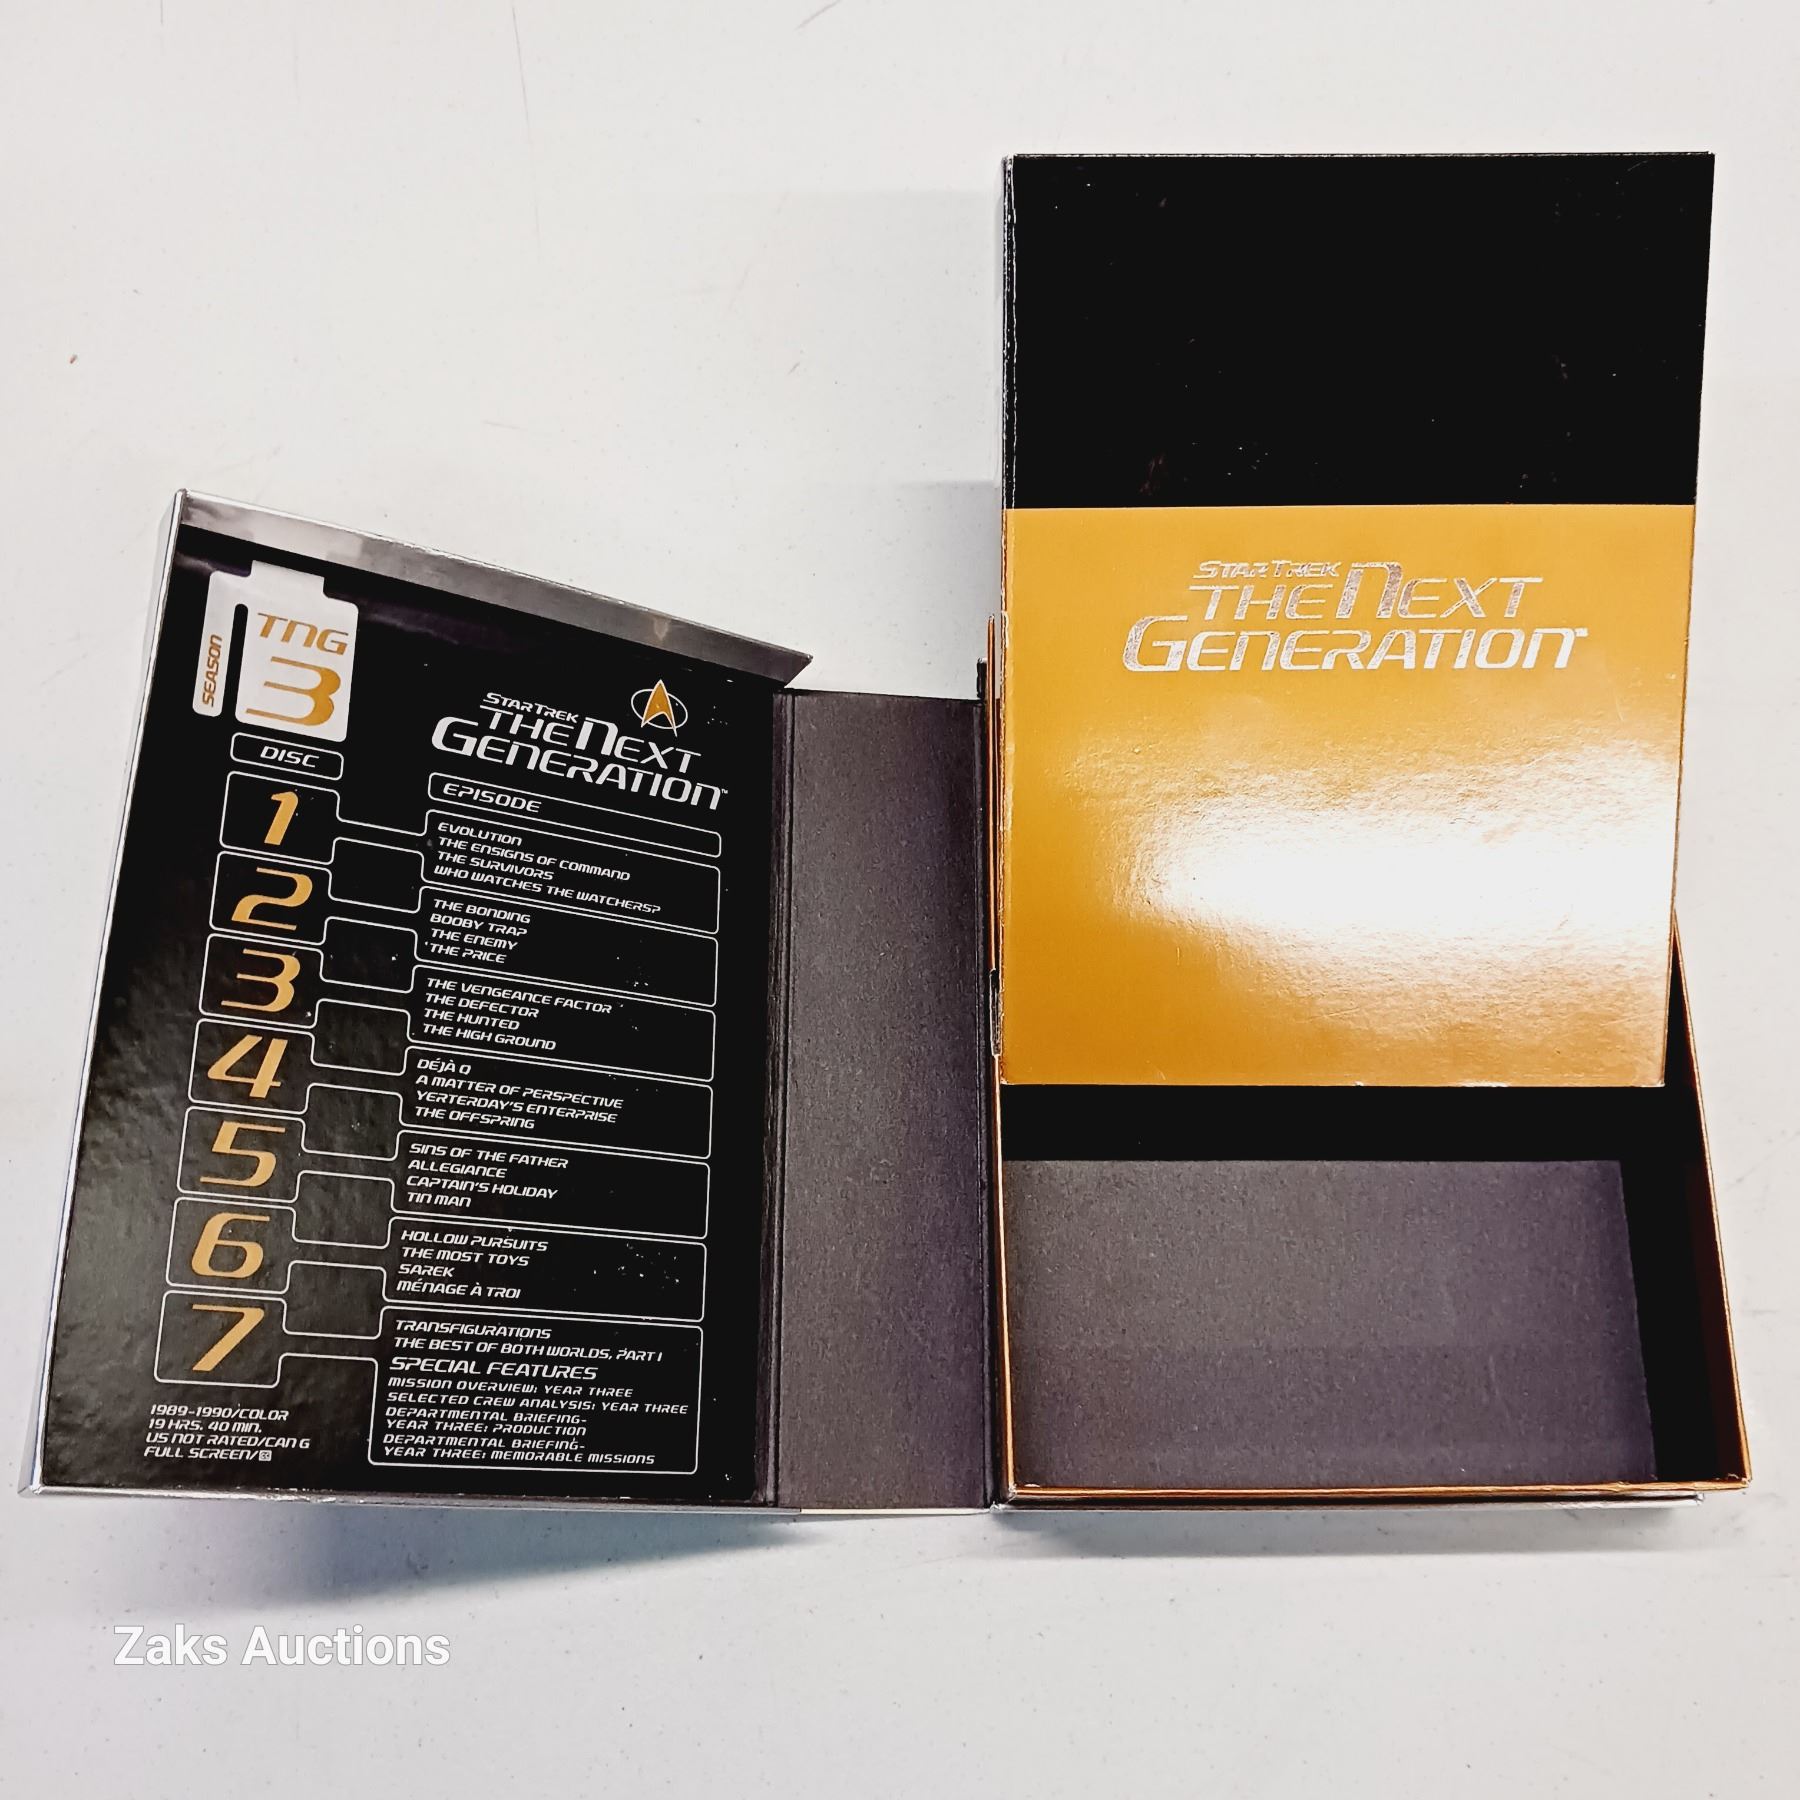 SEASON
TNG
3
STAR TREK
THE NEXT
GENERATION™
DISC
EPISODE
1
EVOLUTION
THE ENSIGNS OF COMMAND
THE SURVIVORS
WHO WATCHES THE WATCHERS?
2
THE BONDING
BOOBY TRAP
THE ENEMY
THE PRICE
3
THE VENGEANCE FACTOR
THE DEFECTOR
THE HUNTED
THE HIGH GROUND
4
DÉJÀ Q
A MATTER OF PERSPECTIVE
YERTERDAY'S ENTERPRISE
THE OFFSPRING
5
SINS OF THE FATHER
ALLEGIANCE
CAPTAIN'S HOLIDAY
TIN MAN
6
HOLLOW PURSUITS
THE MOST TOYS
SAREK
MÉNAGE À TROI
7
TRANSFIGURATIONS
THE BEST OF BOTH WORLDS, PART I
SPECIAL FEATURES
MISSION OVERVIEW: YEAR THREE
SELECTED CREW ANALYSIS: YEAR THREE
DEPARTMENTAL BRIEFING-
YEAR THREE: PRODUCTION
DEPARTMENTAL BRIEFING-
YEAR THREE: MEMORABLE MISSIONS
1989-1990/COLOR
19 HRS. 40 MIN.
US NOT RATED/CAN G
FULL SCREEN/
STAR TREK
THE NEXT
GENERATION™
Zaks Auctions